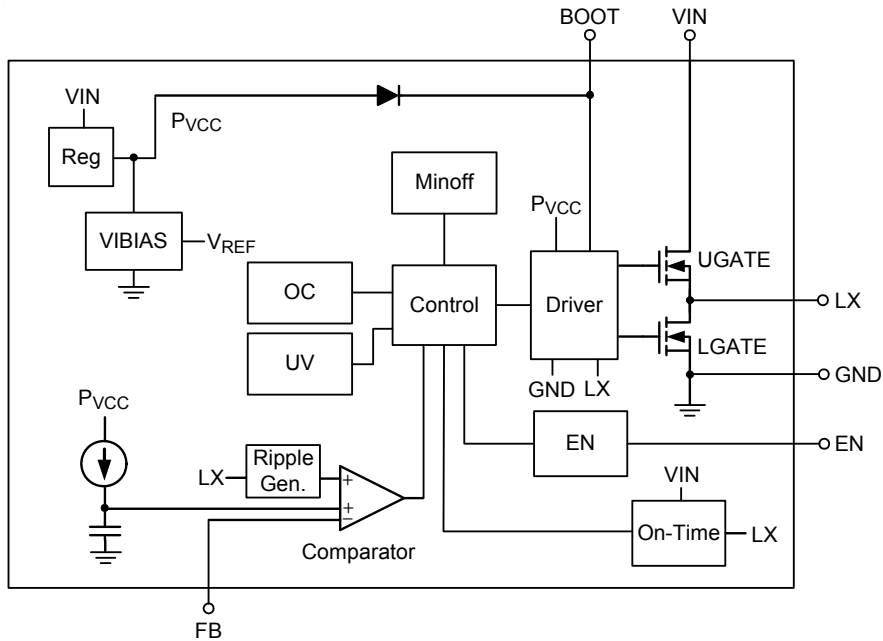 BOOT
VIN
VIN
PVCC
Reg
Minoff
PVCC
VIBIAS
VREF
UGATE
OC
Control
Driver
LX
UV
LGATE
GND
LX
GND
PVCC
EN
EN
LX
Ripple
Gen.
VIN
+
+
−
On-Time
LX
Comparator
FB